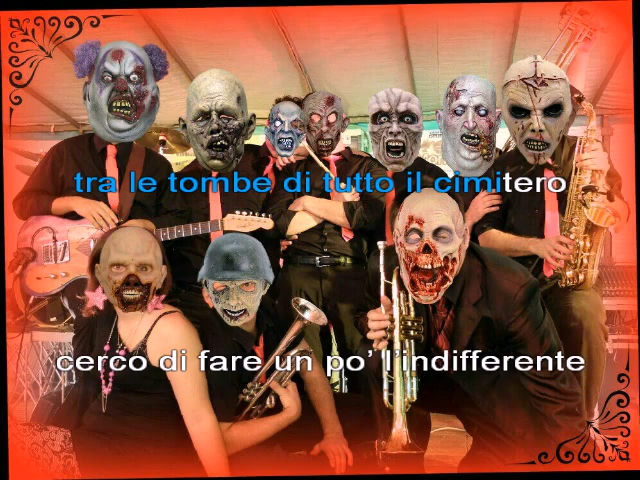 tra le tombe di tutto il cimitero
cerco di fare un po' l'indifferente